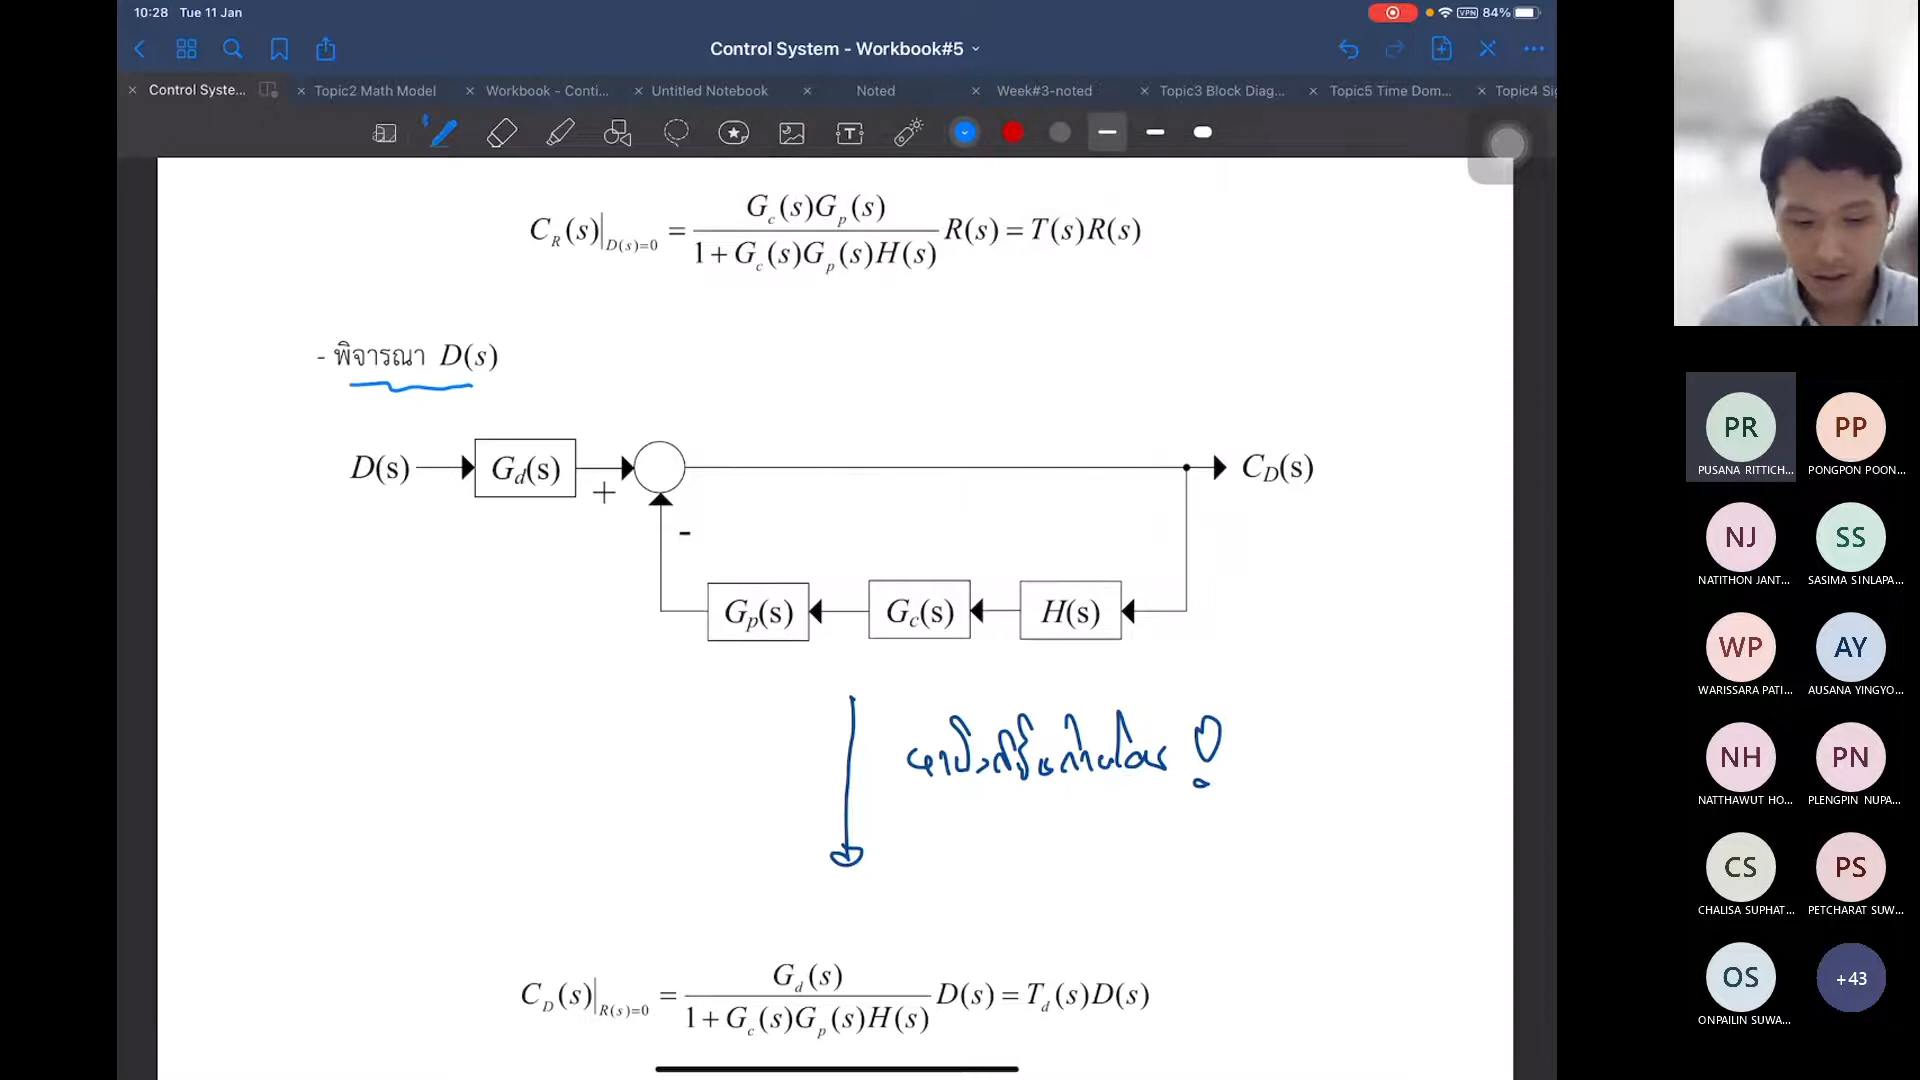 10:28 Tue 11 Jan
VPN 84%
Control System - Workbook#5
Control Syste...
Topic2 Math Model
Workbook - Conti...
Untitled Notebook
Noted
Week#3-noted
Topic3 Block Diag...
Topic5 Time Dom...
Topic4 Si
C_R(s)|_{D(s)=0} = G_c(s)G_p(s) / 1+G_c(s)G_p(s)H(s) R(s) = T(s)R(s)
- พิจารณา D(s)
D(s) G_d(s) + C_D(s)
-
G_p(s) G_c(s) H(s)
C_D(s)|_{R(s)=0} = G_d(s) / 1+G_c(s)G_p(s)H(s) D(s) = T_d(s)D(s)
PR PP
PUSANA RITTICH... PONGPON POON...
NJ SS
NATITHON JANT... SASIMA SINLAPA...
WP AY
WARISSARA PATI... AUSANA YINGYO...
NH PN
NATTHAWUT HO... PLENGPIN NUPA...
CS PS
CHALISA SUPHAT... PETCHARAT SUW...
OS +43
ONPAILIN SUWA...